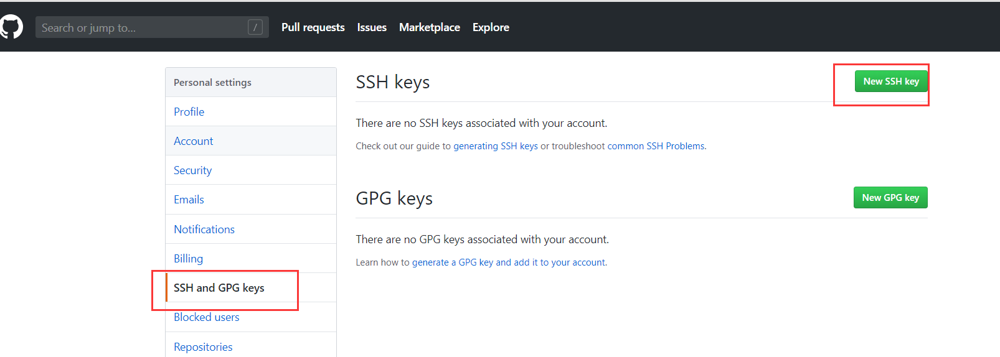 Search or jump to... /
Pull requests Issues Marketplace Explore
Personal settings
Profile
Account
Security
Emails
Notifications
Billing
SSH and GPG keys
Blocked users
Repositories
SSH keys
New SSH key
There are no SSH keys associated with your account.
Check out our guide to generating SSH keys or troubleshoot common SSH Problems.
GPG keys
New GPG key
There are no GPG keys associated with your account.
Learn how to generate a GPG key and add it to your account.